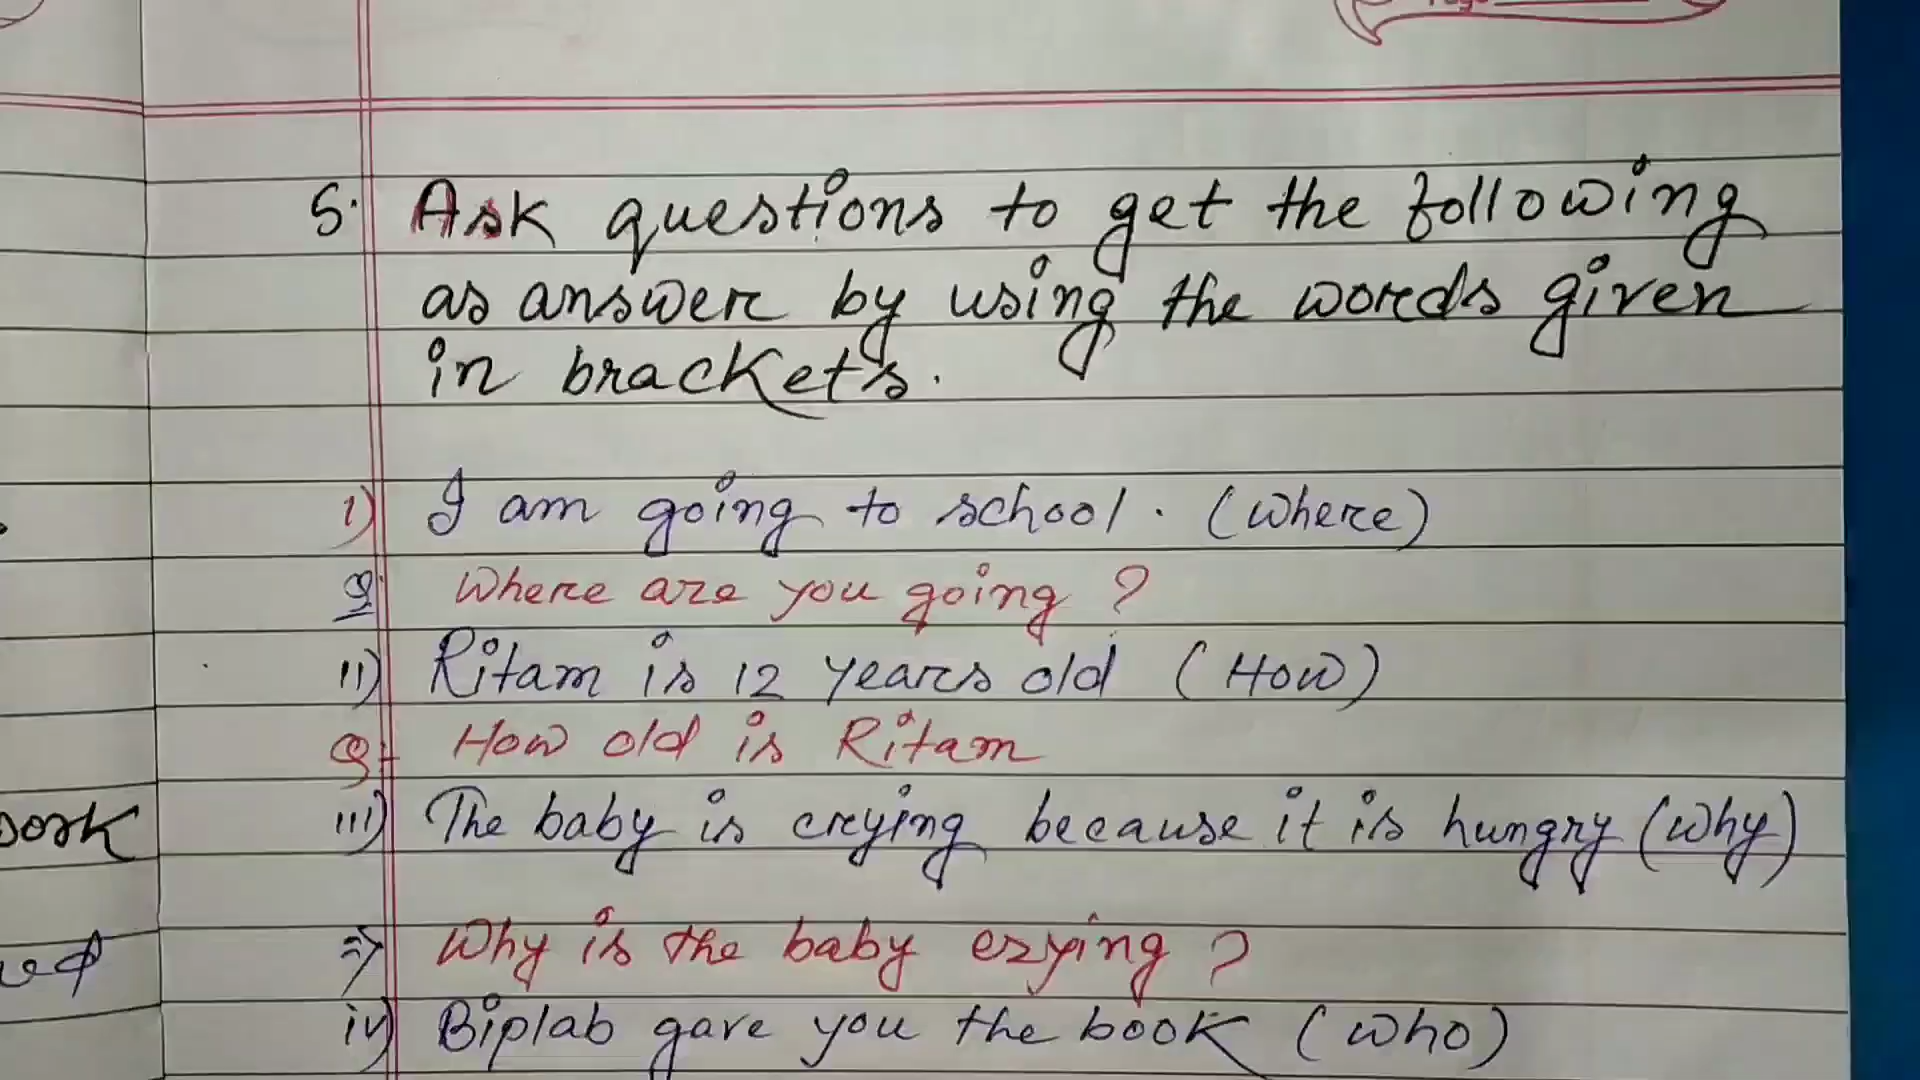 5. Ask questions to get the following
as answer by using the words given
in brackets.
i) I am going to school. (where)
Q. Where are you going ?
ii) Ritam is 12 years old (How)
Q- How old is Ritam
iii) The baby is crying because it is hungry (why)
=> Why is the baby crying ?
iv) Biplab gave you the book (who)